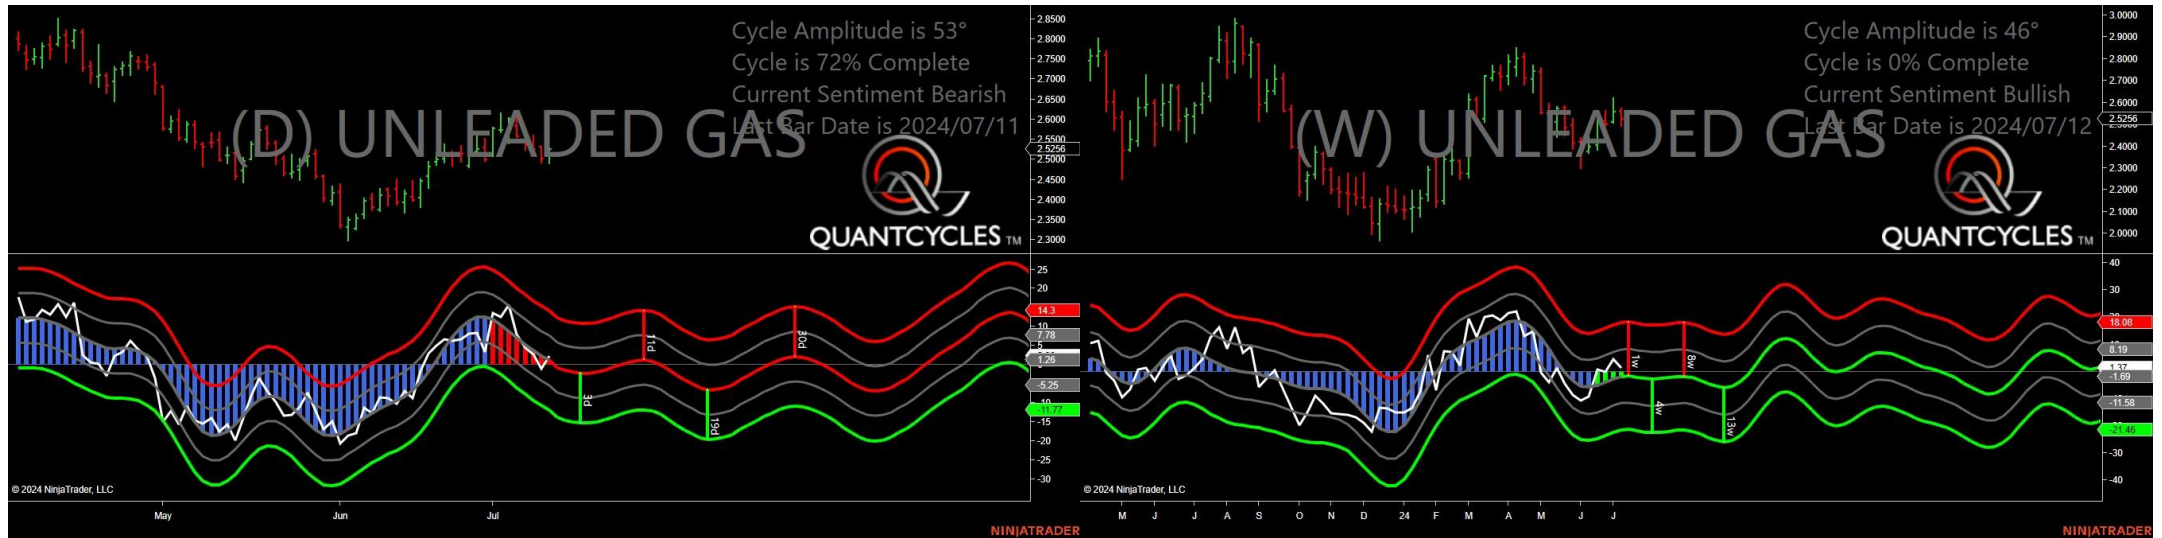 Cycle Amplitude is 53°
Cycle is 72% Complete
Current Sentiment Bearish
Last Bar Date is 2024/07/11
(D) UNLEADED GAS
QUANTCYCLES TM
2.8500
2.8000
2.7500
2.7000
2.6500
2.6000
2.5500
2.5256
2.5000
2.4500
2.4000
2.3500
2.3000
25
20
14.3
10
7.78
5
1.26
-5.25
-10
-11.77
-15
-20
-25
-30
3d
11d
19d
30d
© 2024 NinjaTrader, LLC
May Jun Jul
NINJATRADER
Cycle Amplitude is 46°
Cycle is 0% Complete
Current Sentiment Bullish
Last Bar Date is 2024/07/12
(W) UNLEADED GAS
QUANTCYCLES TM
3.0000
2.9000
2.8000
2.7000
2.6000
2.5256
2.4000
2.3000
2.2000
2.1000
2.0000
40
30
18.08
8.19
1.37
-1.69
-11.58
-21.46
-30
-40
1w
4w
8w
13w
© 2024 NinjaTrader, LLC
M J J A S O N D 24 F M A M J J
NINJATRADER